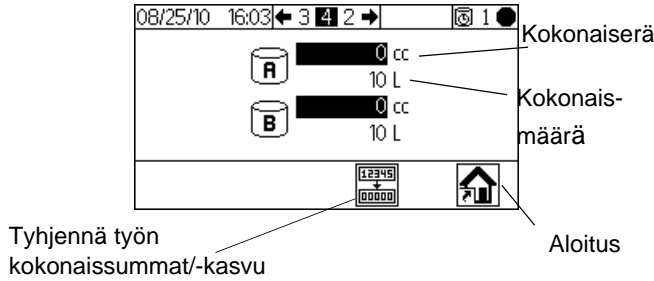 08/25/10 16:03 3 4 2 1
Kokonaiserä
A 0 cc
10 L
Kokonais-
määrä
B 0 cc
10 L
12345
00000
Aloitus
Tyhjennä työn
kokonaissummat/-kasvu